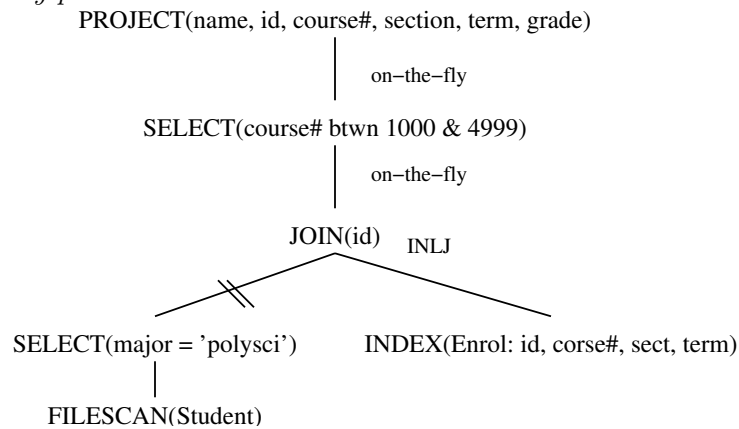 PROJECT(name, id, course#, section, term, grade)
on−the−fly
SELECT(course# btwn 1000 & 4999)
on−the−fly
JOIN(id) INLJ
SELECT(major = ’polysci’) INDEX(Enrol: id, corse#, sect, term)
FILESCAN(Student)